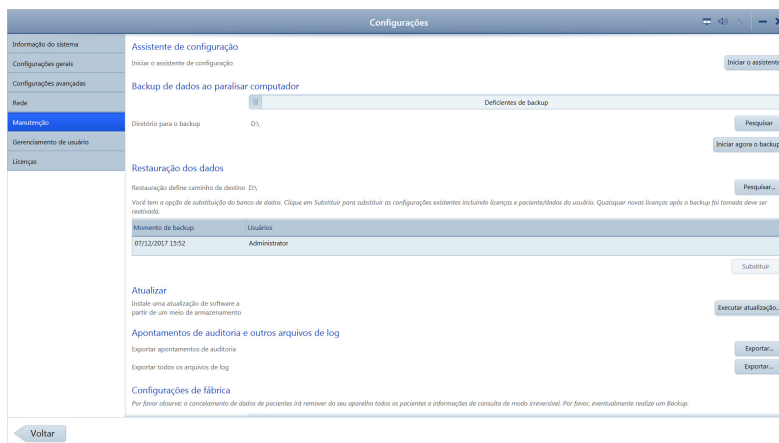 Configurações
Informação do sistema
Configurações gerais
Configurações avançadas
Rede
Manutenção
Gerenciamento de usuário
Licenças
Assistente de configuração
Iniciar o assistente de configuração
Iniciar o assistente
Backup de dados ao paralisar computador
Deficientes de backup
Diretório para o backup D:\,
Pesquisar
Iniciar agora o backup
Restauração dos dados
Restauração define caminho de destino D:\,
Pesquisar...
Você tem a opção de substituição do banco de dados. Clique em Substituir para substituir as configurações existentes incluindo licenças e paciente/dados do usuário. Quaisquer novas licenças após o backup foi tomada deve ser
reativada.
Momento de backup Usuários
07/12/2017 15:52 Administrator
Substituir
Atualizar
Instale uma atualização de software a
partir de um meio de armazenamento
Executar atualização...
Apontamentos de auditoria e outros arquivos de log
Exportar apontamentos de auditoria
Exportar...
Exportar todos os arquivos de log
Exportar...
Configurações de fábrica
Por favor observe: o cancelamento de dados de pacientes irá remover do seu aparelho todos os pacientes e informações de consulta de modo irreversível. Por favor, eventualmente realize um Backup.
Voltar